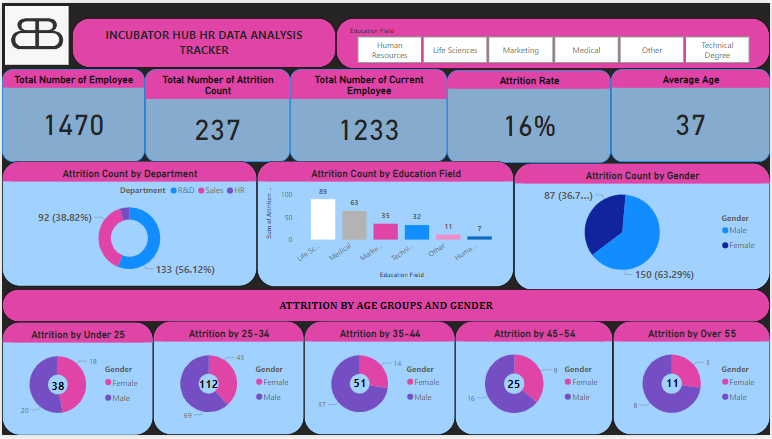 INCUBATOR HUB HR DATA ANALYSIS
TRACKER
Education Field
Human
Resources
Life Sciences
Marketing
Medical
Other
Technical
Degree
Total Number of Employee
1470
Total Number of Attrition
Count
237
Total Number of Current
Employee
1233
Attrition Rate
16%
Average Age
37
Attrition Count by Department
Department R&D Sales HR
92 (38.82%)
133 (56.12%)
Attrition Count by Education Field
Sum of Attrition ...
100
50
0
89
63
35
32
11
7
Life Sc...
Medical
Marke...
Techni...
Other
Huma...
Education Field
Attrition Count by Gender
87 (36.7...)
150 (63.29%)
Gender
Male
Female
ATTRITION BY AGE GROUPS AND GENDER
Attrition by Under 25
18
38
20
Gender
Female
Male
Attrition by 25-34
43
112
69
Gender
Female
Male
Attrition by 35-44
14
51
37
Gender
Female
Male
Attrition by 45-54
9
25
16
Gender
Female
Male
Attrition by Over 55
3
11
8
Gender
Female
Male